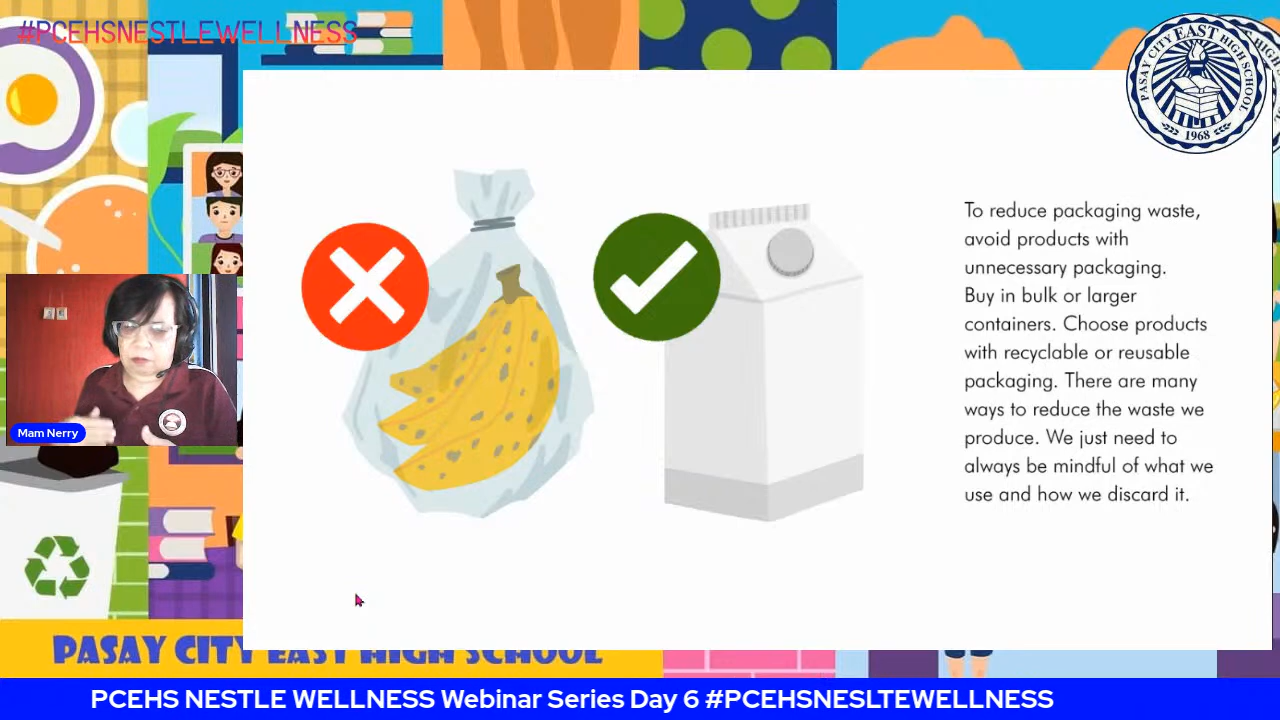 #PCEHSNESTLEWELLNESS
PASAY CITY EAST HIGH SCHOOL
1968
To reduce packaging waste,
avoid products with
unnecessary packaging.
Buy in bulk or larger
containers. Choose products
with recyclable or reusable
packaging. There are many
ways to reduce the waste we
produce. We just need to
always be mindful of what we
use and how we discard it.
Mam Nerry
PASAY CITY EAST HIGH SCHOOL
PCEHS NESTLE WELLNESS Webinar Series Day 6 #PCEHSNESLTEWELLNESS